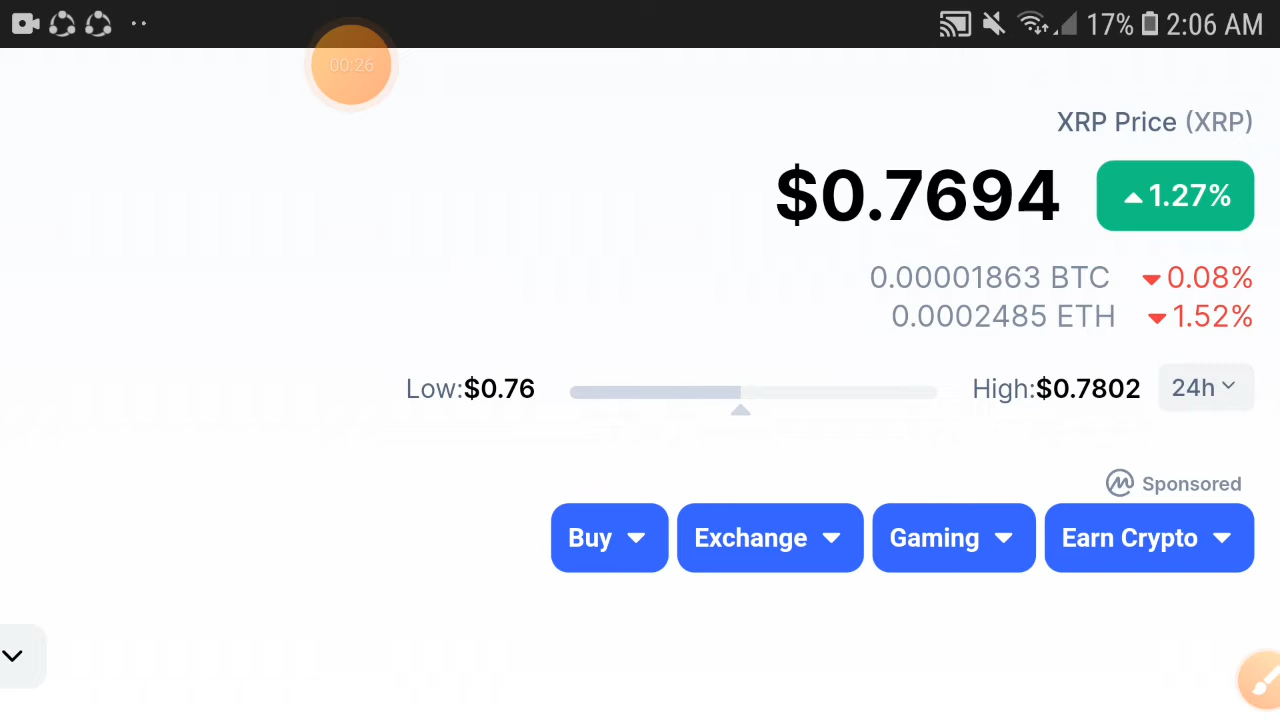 17% 2:06 AM
00:26
XRP Price (XRP)
$0.7694 1.27%
0.00001863 BTC 0.08%
0.0002485 ETH 1.52%
Low:$0.76 High:$0.7802 24h
Sponsored
Buy Exchange Gaming Earn Crypto